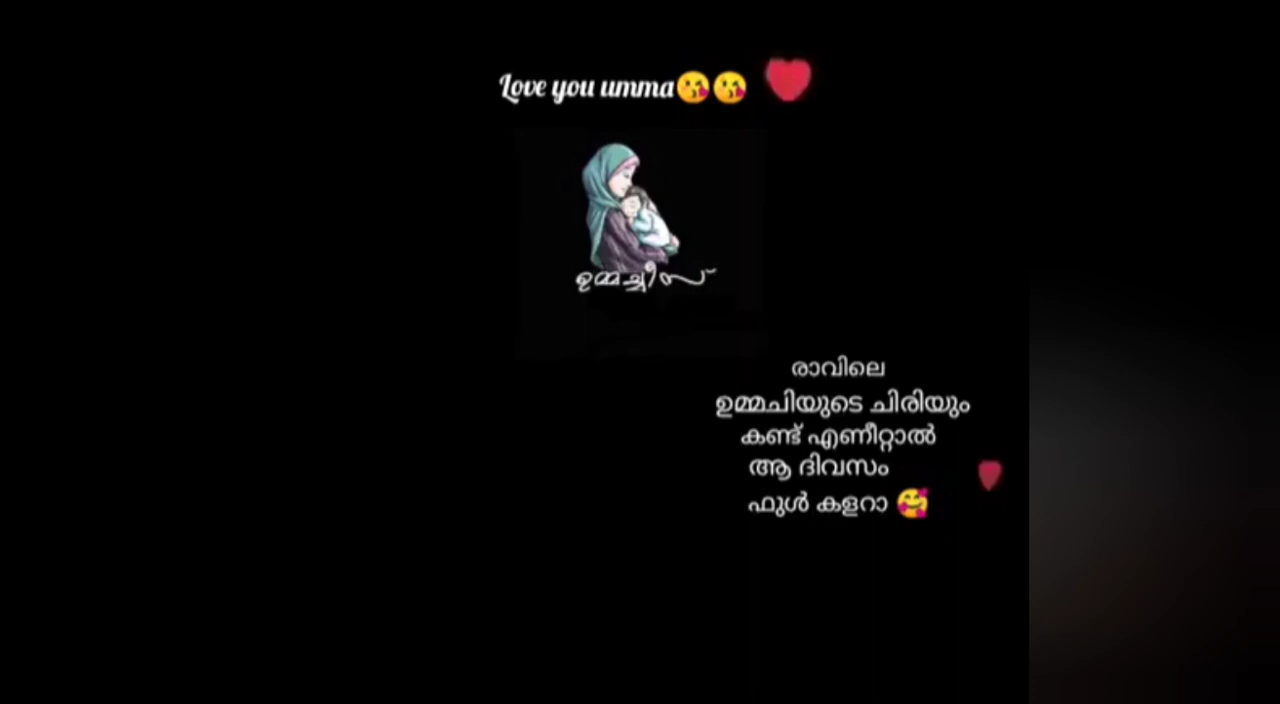 Love you umma😘😘 ❤️
ഉമ്മച്ചീസ്
രാവിലെ
ഉമ്മചിയുടെ ചിരിയും
കണ്ട് എണീറ്റാൽ
ആ ദിവസം
ഫുൾ കളറാ 🥰